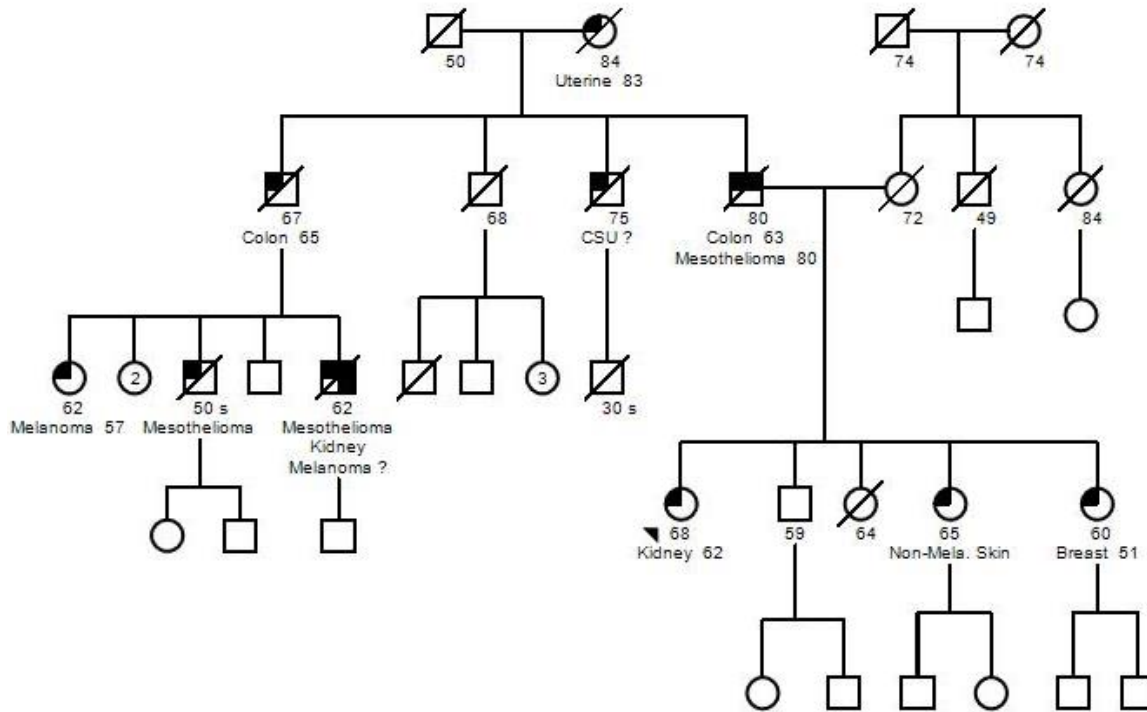 50
84
74
74
Uterine 83
67
68
75
80
72
49
84
Colon 65
CSU ?
Colon 63
Mesothelioma 80
2
3
62
50 s
62
30 s
Melanoma 57
Mesothelioma
Mesothelioma
Kidney
Melanoma ?
68
59
64
65
60
Kidney 62
Non-Mela. Skin
Breast 51